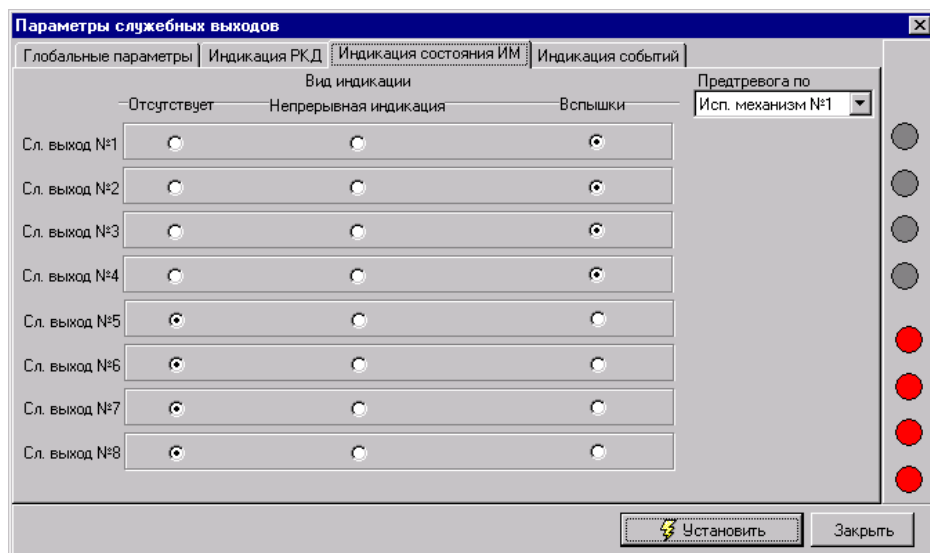 Параметры служебных выходов
Глобальные параметры Индикация РКД Индикация состояния ИМ Индикация событий
Вид индикации Предтревога по
Отсутствует Непрерывная индикация Вспышки Исп. механизм №1
Сл. выход №1
Сл. выход №2
Сл. выход №3
Сл. выход №4
Сл. выход №5
Сл. выход №6
Сл. выход №7
Сл. выход №8
Установить Закрыть